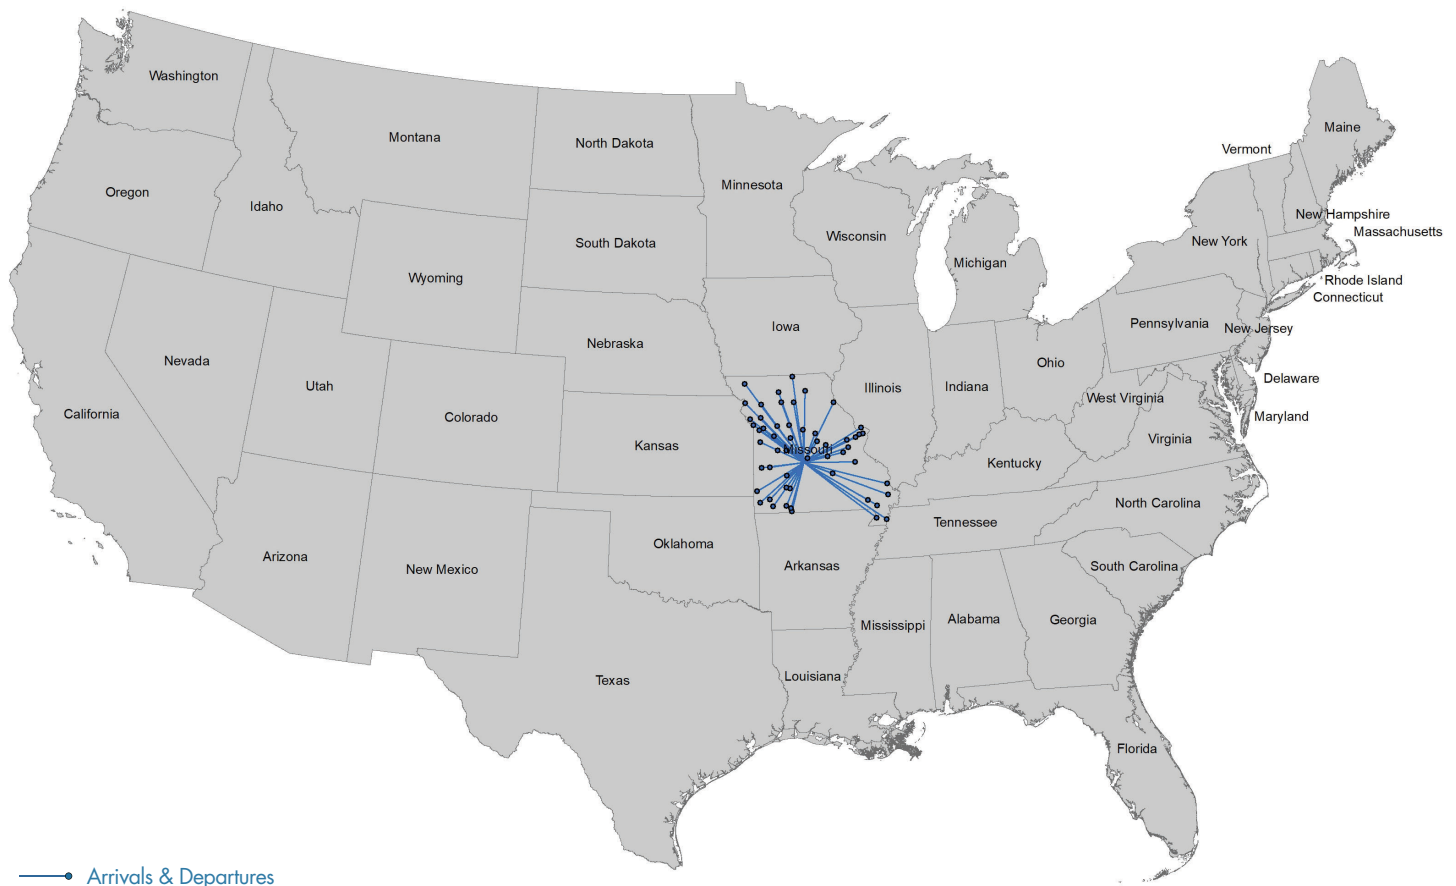 Washington
Montana
North Dakota
Minnesota
Maine
Vermont
Oregon
Idaho
South Dakota
Wisconsin
Michigan
New York
New Hampshire
Massachusetts
Wyoming
Rhode Island
Connecticut
Iowa
Pennsylvania
New Jersey
Nebraska
Nevada
Utah
Colorado
Illinois
Indiana
Ohio
West Virginia
Delaware
Maryland
California
Kansas
Missouri
Kentucky
Virginia
Tennessee
North Carolina
Arizona
New Mexico
Oklahoma
Arkansas
South Carolina
Mississippi
Alabama
Georgia
Texas
Louisiana
Florida
Arrivals & Departures